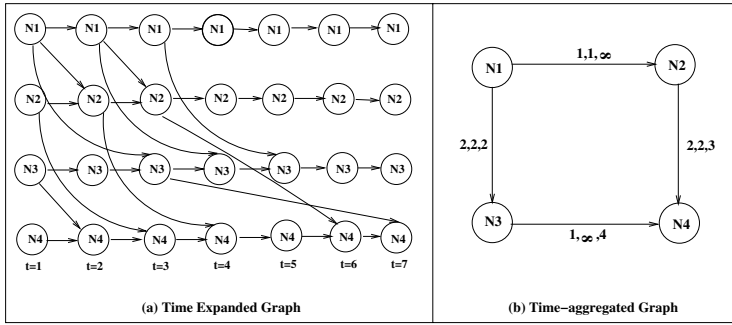 N1 N1 N1 N1 N1 N1 N1
N2 N2 N2 N2 N2 N2 N2
N3 N3 N3 N3 N3 N3 N3
N4 N4 N4 N4 N4 N4 N4
t=1 t=2 t=3 t=4 t=5 t=6 t=7
(a) Time Expanded Graph
N1 1,1,∞ N2
2,2,2 2,2,3
N3 1,∞,4 N4
(b) Time-aggregated Graph